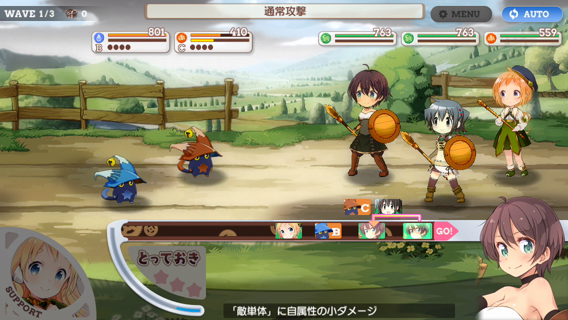 WAVE 1/3
0
通常攻撃
MENU
AUTO
801
B
410
C
763
763
559
C
B
GO!
とっておき
SUPPORT
「敵単体」に自属性の小ダメージ